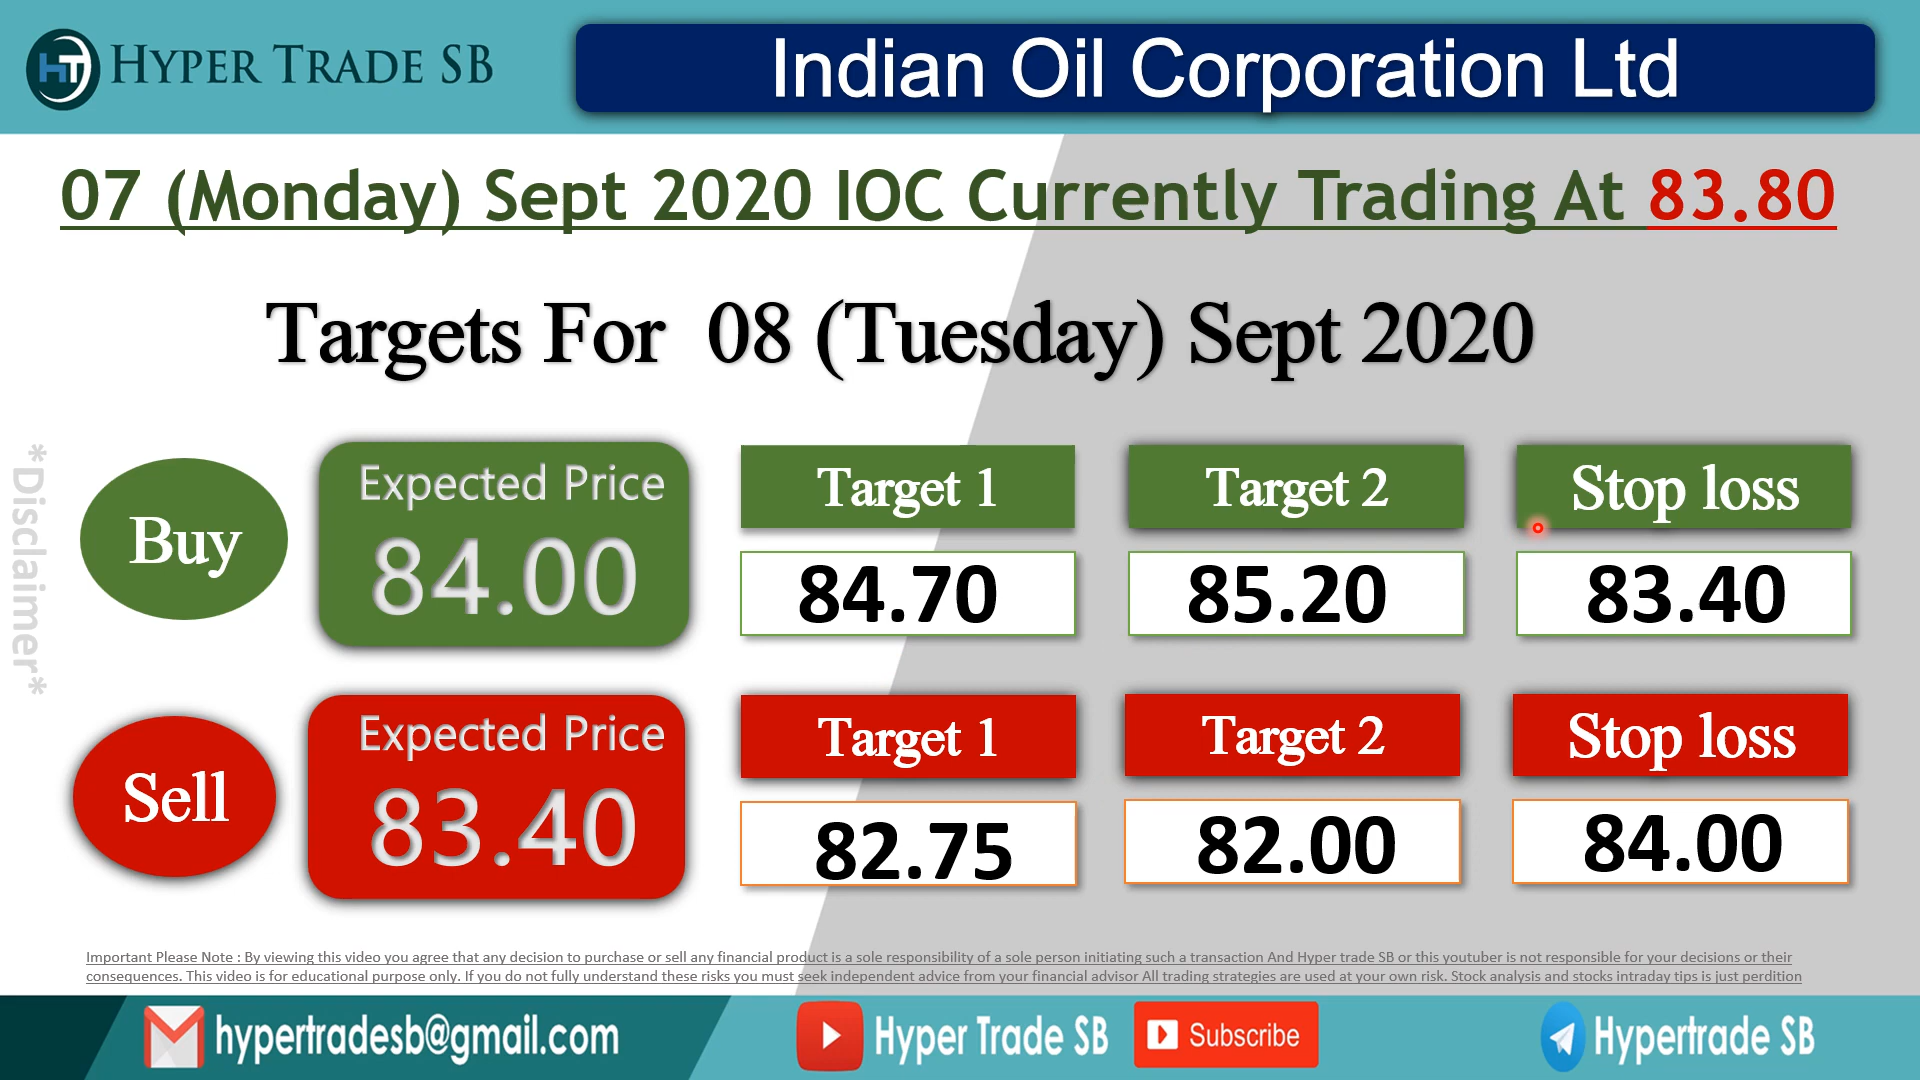 HT HYPER TRADE SB
Indian Oil Corporation Ltd
07 (Monday) Sept 2020 IOC Currently Trading At 83.80
Targets For 08 (Tuesday) Sept 2020
*Disclaimer*
Buy
Expected Price
84.00
Target 1
84.70
Target 2
85.20
Stop loss
83.40
Sell
Expected Price
83.40
Target 1
82.75
Target 2
82.00
Stop loss
84.00
Important Please Note : By viewing this video you agree that any decision to purchase or sell any financial product is a sole responsibility of a sole person initiating such a transaction And Hyper trade SB or this youtuber is not responsible for your decisions or their
consequences. This video is for educational purpose only. If you do not fully understand these risks you must seek independent advice from your financial advisor All trading strategies are used at your own risk. Stock analysis and stocks intraday tips is just perdition
hypertradesb@gmail.com
Hyper Trade SB
Subscribe
Hypertrade SB